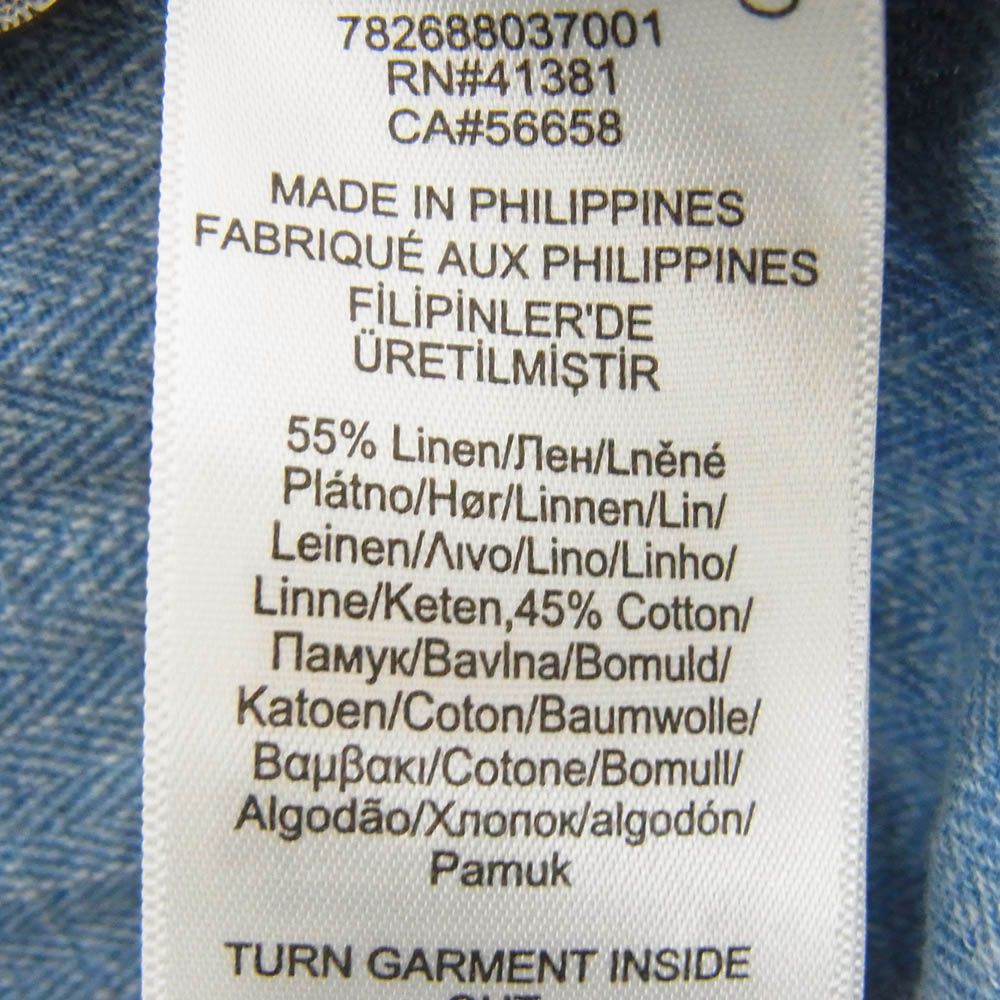 782688037001
RN#41381
CA#56658
MADE IN PHILIPPINES
FABRIQUÉ AUX PHILIPPINES
FİLİPİNLER'DE
ÜRETİLMİŞTİR
55% Linen/Лен/Lněné
Plátno/Hør/Linnen/Lin/
Leinen/Λινο/Lino/Linho/
Linne/Keten,45% Cotton/
Памук/Bavlna/Bomuld/
Katoen/Coton/Baumwolle/
Βαμβακι/Cotone/Bomull/
Algodão/Хлопок/algodón/
Pamuk
TURN GARMENT INSIDE
OUT